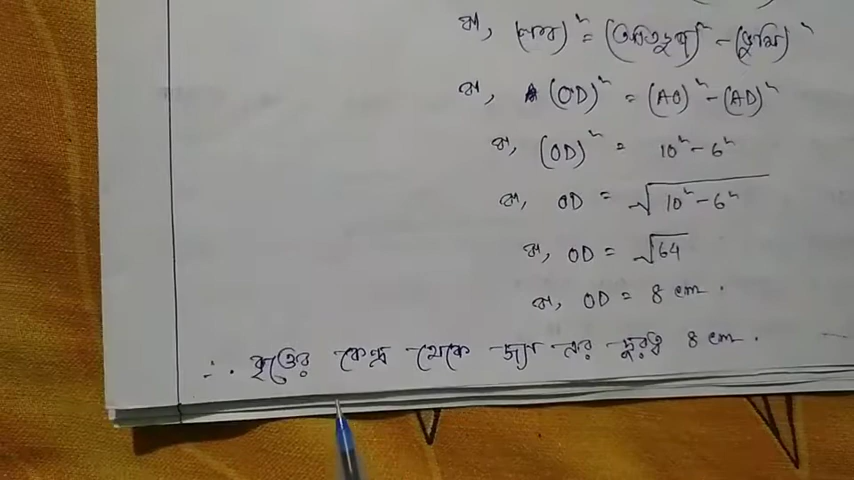 বা, (লম্ব)² = (অতিভুজ)² - (ভূমি)²
বা, (OD)² = (AO)² - (AD)²
বা, (OD)² = 10² - 6²
বা, OD = √10² - 6²
বা, OD = √64
বা, OD = 8 cm.
∴ বৃত্তের কেন্দ্র থেকে জ্যা এর দূরত্ব 8 cm.